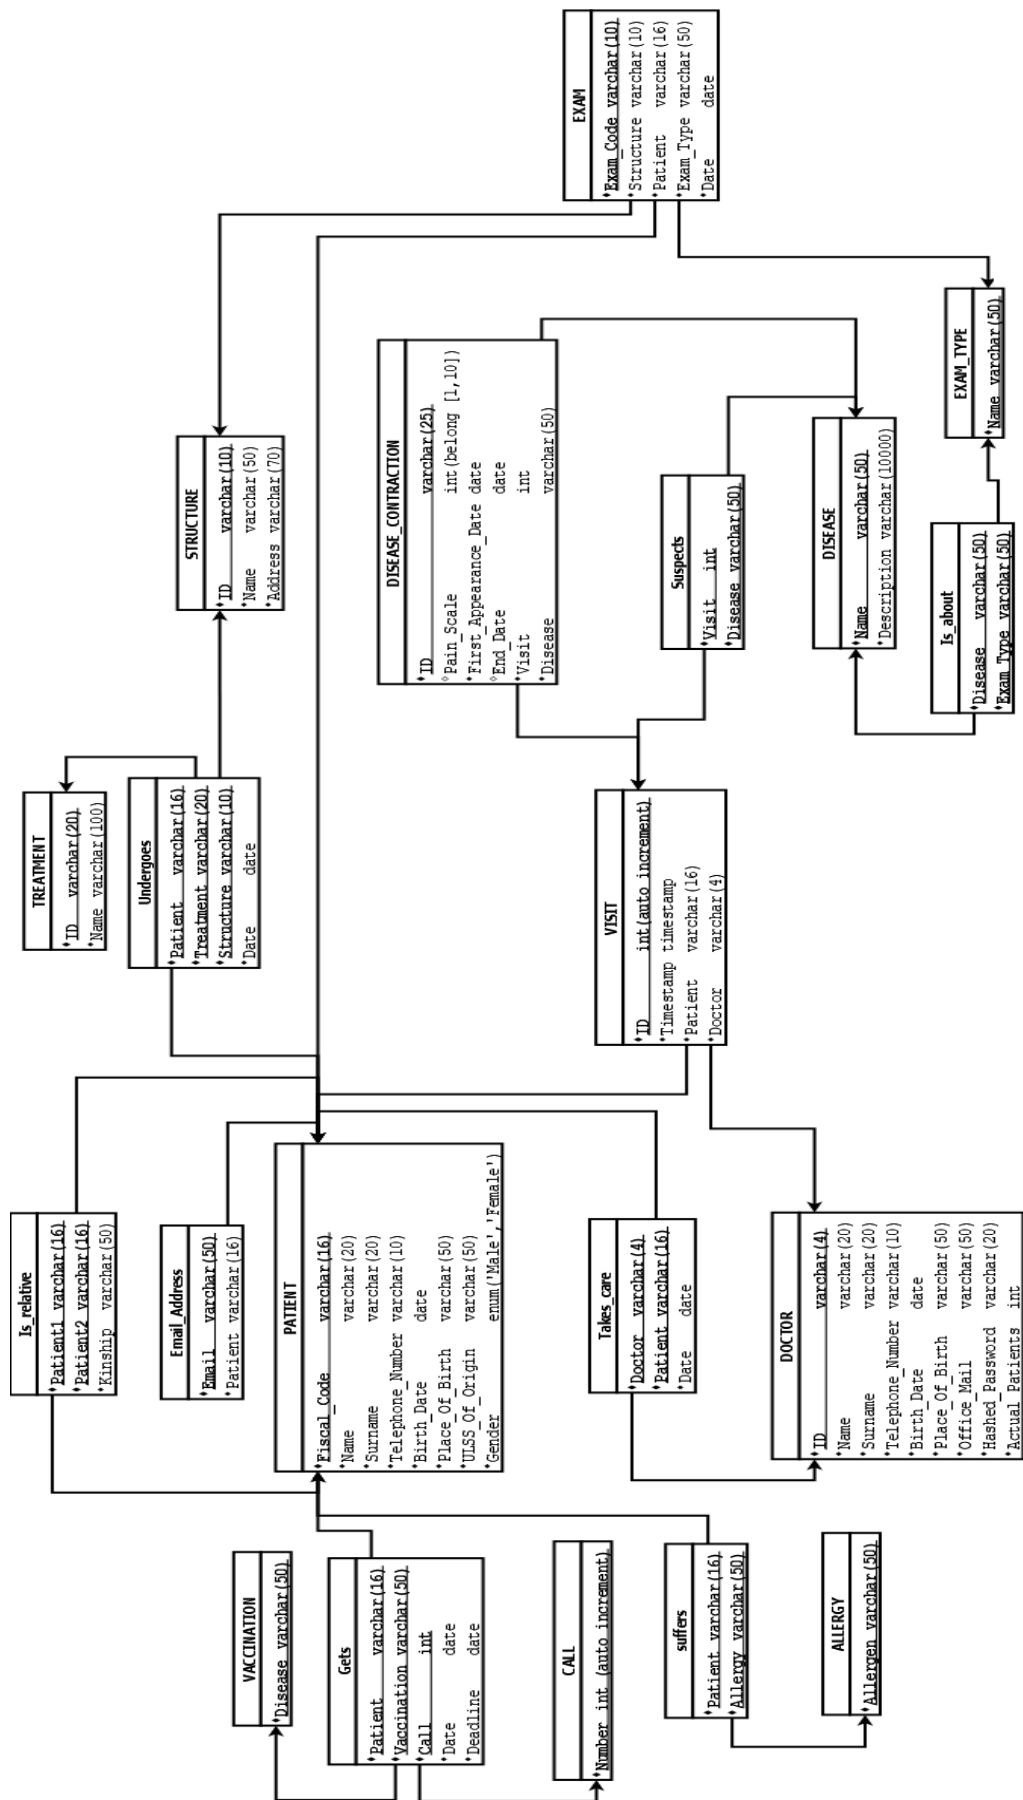 Is_relative
*Patient1 varchar(16)
*Patient2 varchar(16)
*Kinship varchar(50)
TREATMENT
*ID varchar(20)
*Name varchar(100)
Undergoes
*Patient varchar(16)
*Treatment varchar(20)
*Structure varchar(10)
*Date date
STRUCTURE
*ID varchar(10)
*Name varchar(50)
*Address varchar(70)
EXAM
*Exam_Code varchar(10)
*Structure varchar(10)
*Patient varchar(16)
*Exam_Type varchar(50)
*Date date
VACCINATION
*Disease varchar(50)
Email_Address
*Email varchar(50)
*Patient varchar(16)
Gets
*Patient varchar(16)
*Vaccination varchar(50)
*Call int
*Date date
*Deadline date
PATIENT
*Fiscal_Code varchar(16)
*Name varchar(20)
*Surname varchar(20)
*Telephone_Number varchar(10)
*Birth_Date date
*Place_Of_Birth varchar(50)
*ULSS_Of_Origin varchar(50)
*Gender enum('Male','Female')
DISEASE_CONTRACTION
*ID varchar(25)
°Pain_Scale int(belong [1,10])
*First_Appearance_Date date
°End_Date date
*Visit int
*Disease varchar(50)
CALL
*Number int (auto increment)
Takes_care
*Doctor varchar(4)
*Patient varchar(16)
*Date date
VISIT
*ID int(auto increment)
*Timestamp timestamp
*Patient varchar(16)
*Doctor varchar(4)
Suspects
*Visit int
*Disease varchar(50)
suffers
*Patient varchar(16)
*Allergy varchar(50)
DOCTOR
*ID varchar(4)
*Name varchar(20)
*Surname varchar(20)
*Telephone_Number varchar(10)
*Birth_Date date
*Place_Of_Birth varchar(50)
*Office_Mail varchar(50)
*Hashed_Password varchar(20)
*Actual_Patients int
DISEASE
*Name varchar(50)
*Description varchar(10000)
ALLERGY
*Allergen varchar(50)
Is_about
*Disease varchar(50)
*Exam_Type varchar(50)
EXAM_TYPE
*Name varchar(50)